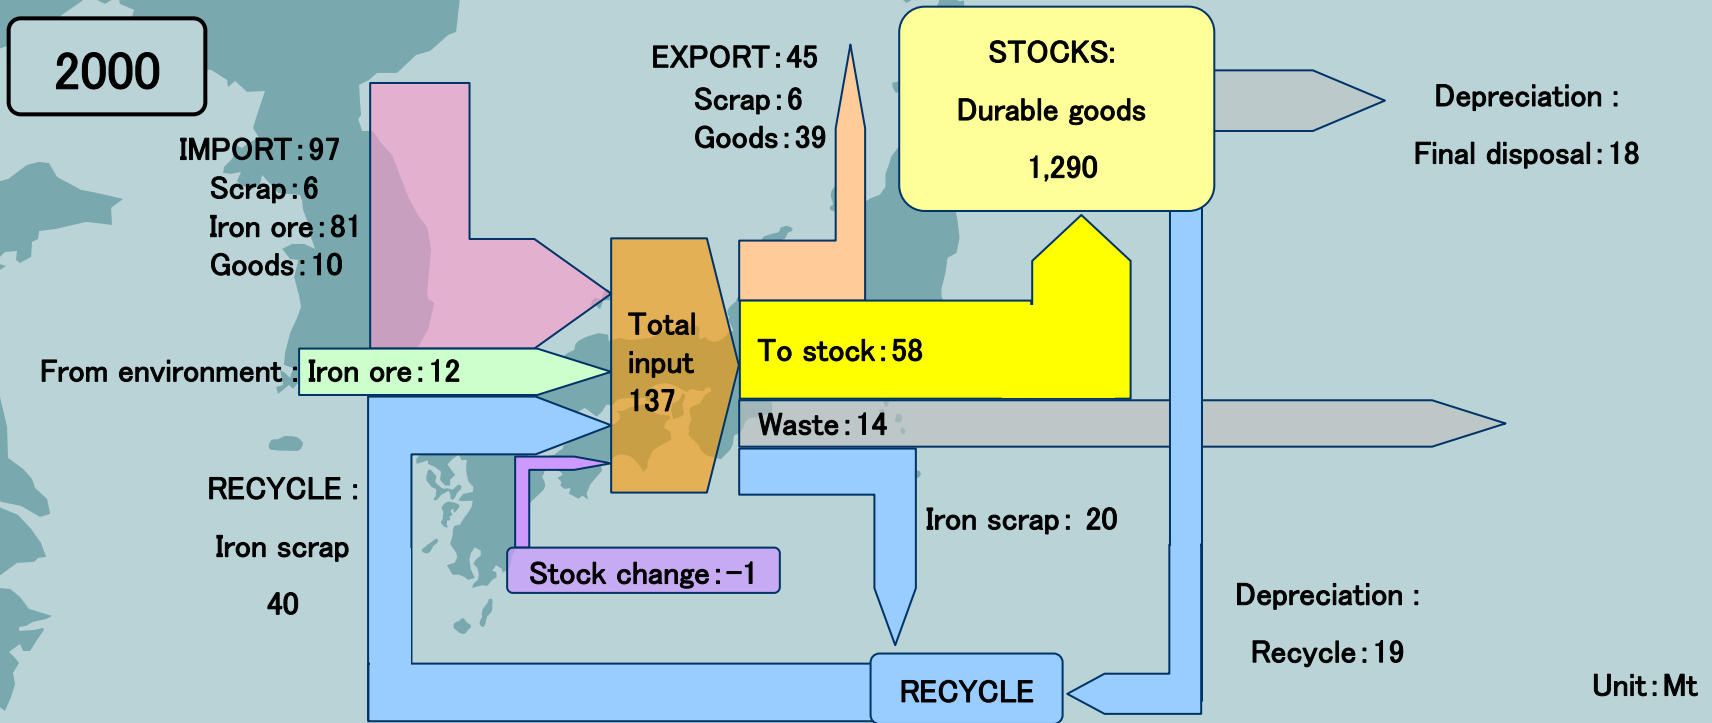 2000
IMPORT:97
Scrap:6
Iron ore:81
Goods:10
EXPORT:45
Scrap:6
Goods:39
STOCKS:
Durable goods
1,290
Depreciation :
Final disposal:18
From environment :
Iron ore:12
Total
input
137
To stock:58
Waste:14
RECYCLE :
Iron scrap
40
Stock change:-1
Iron scrap: 20
Depreciation :
Recycle:19
RECYCLE
Unit:Mt